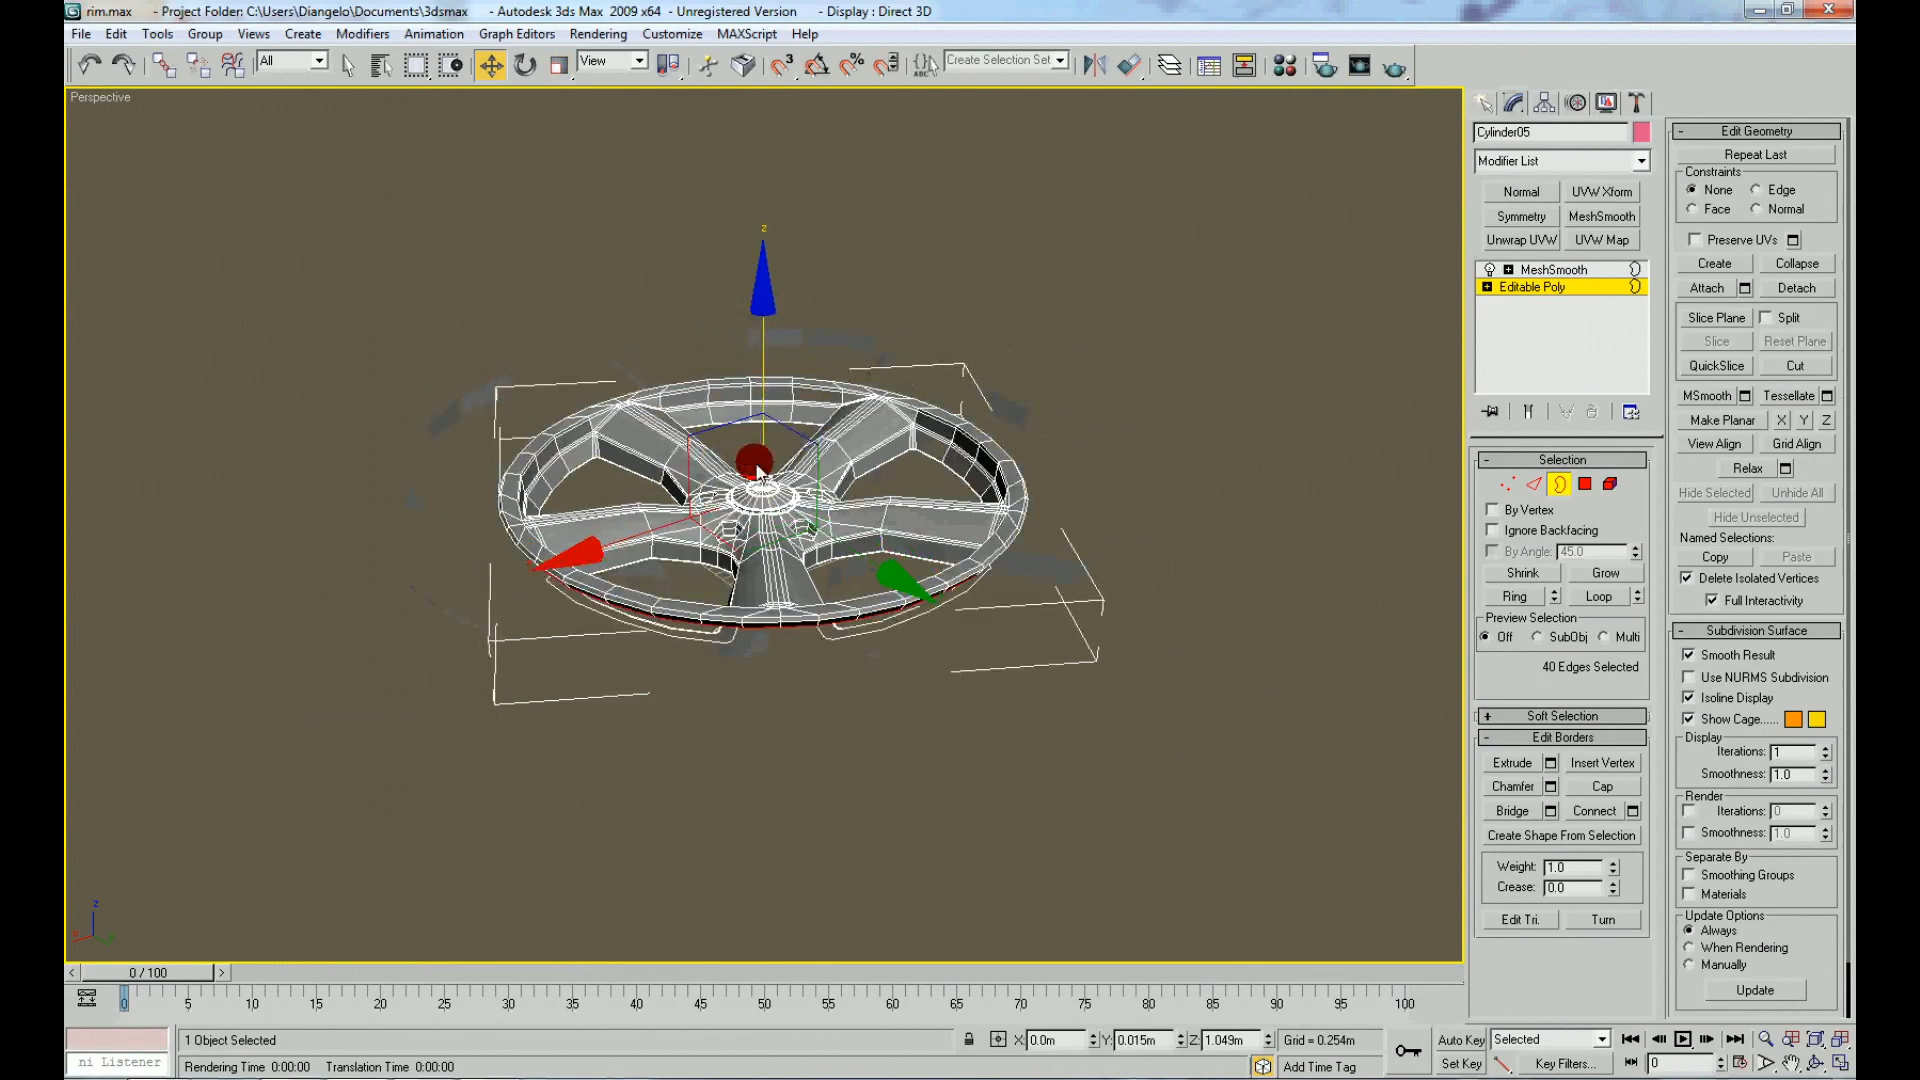 rim.max - Project Folder: C:\Users\Diangelo\Documents\3dsmax - Autodesk 3ds Max 2009 x64 - Unregistered Version - Display : Direct 3D
File Edit Tools Group Views Create Modifiers Animation Graph Editors Rendering Customize MAXScript Help
All View Create Selection Set
Perspective
z
Cylinder05
Modifier List
Normal UVW Xform
Symmetry MeshSmooth
Unwrap UVW UVW Map
MeshSmooth
Editable Poly
Selection
By Vertex
Ignore Backfacing
By Angle: 45.0
Shrink Grow
Ring Loop
Preview Selection
Off SubObj Multi
40 Edges Selected
Soft Selection
Edit Borders
Extrude Insert Vertex
Chamfer Cap
Bridge Connect
Create Shape From Selection
Weight: 1.0
Crease: 0.0
Edit Tri. Turn
Edit Geometry
Repeat Last
Constraints
None Edge
Face Normal
Preserve UVs
Create Collapse
Attach Detach
Slice Plane Split
Slice Reset Plane
QuickSlice Cut
MSmooth Tessellate
Make Planar X Y Z
View Align Grid Align
Relax
Hide Selected Unhide All
Hide Unselected
Named Selections:
Copy Paste
Delete Isolated Vertices
Full Interactivity
Subdivision Surface
Smooth Result
Use NURMS Subdivision
Isoline Display
Show Cage......
Display
Iterations: 1
Smoothness: 1.0
Render
Iterations: 0
Smoothness: 1.0
Separate By
Smoothing Groups
Materials
Update Options
Always
When Rendering
Manually
Update
z
x y
< 0 / 100 >
0 5 10 15 20 25 30 35 40 45 50 55 60 65 70 75 80 85 90 95 100
1 Object Selected X: 0.0m Y: 0.015m Z: 1.049m Grid = 0.254m Auto Key Selected
ni Listener Rendering Time 0:00:00 Translation Time 0:00:00 Add Time Tag Set Key Key Filters... 0